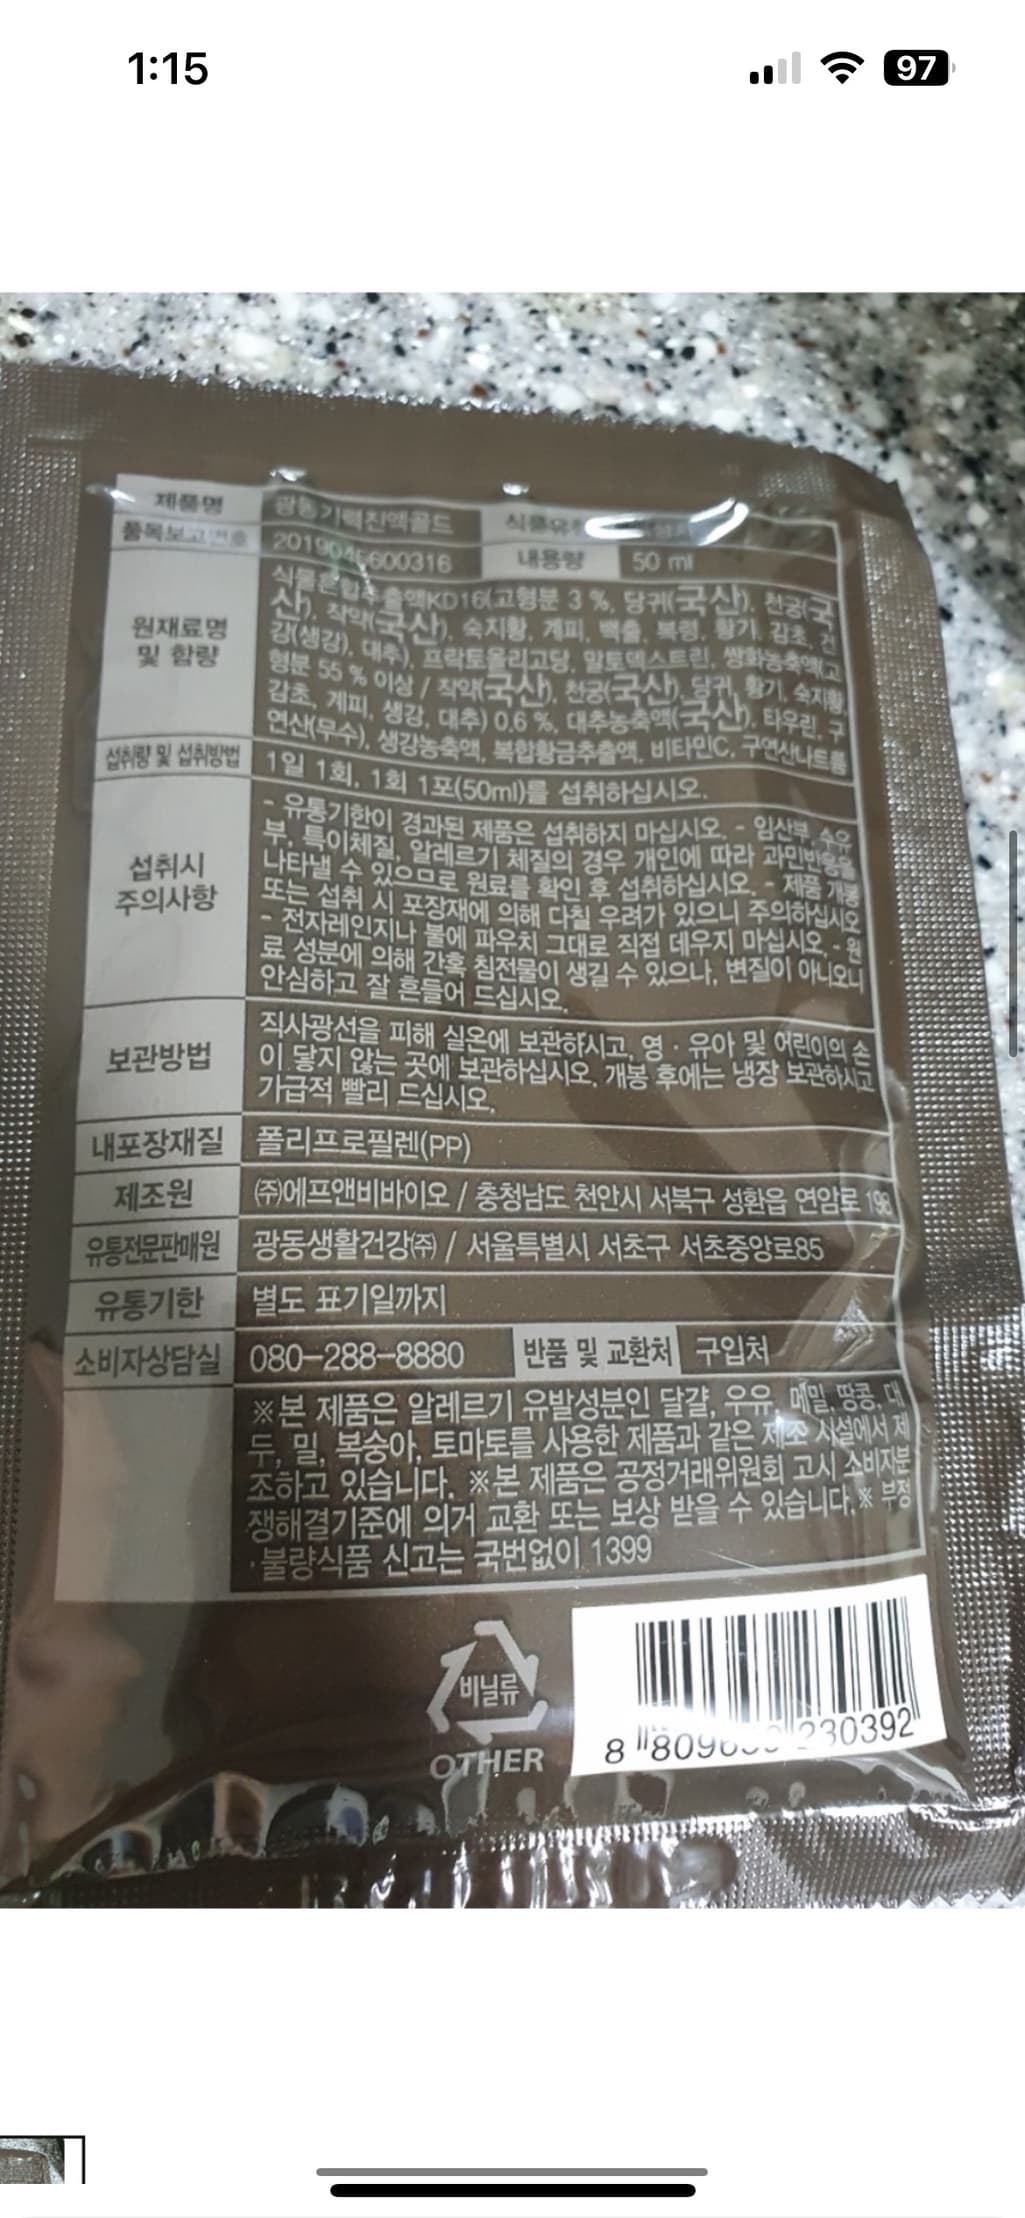 1:15
97
제품명 광동기력진액골드 식품유형
품목보고번호 내용량 50 ml
원재료명 및 함량
식물혼합추출액KD16(고형분 3 %, 당귀(국산), 천궁(국
산), 작약(국산), 숙지황, 계피, 백출, 복령, 황기, 감초, 건
강(생강), 대추), 프락토올리고당, 말토덱스트린, 쌍화농축액(고
형분 55 % 이상 / 작약(국산), 천궁(국산), 당귀, 황기, 숙지황,
감초, 계피, 생강, 대추) 0.6 %, 대추농축액(국산), 타우린, 구
연산(무수), 생강농축액, 복합황금추출액, 비타민C, 구연산나트륨
섭취량 및 섭취방법 1일 1회, 1회 1포(50ml)를 섭취하십시오.
섭취시 주의사항
- 유통기한이 경과된 제품은 섭취하지 마십시오. - 임산부, 수유
부, 특이체질, 알레르기 체질의 경우 개인에 따라 과민반응을
나타낼 수 있으므로 원료를 확인 후 섭취하십시오. - 제품 개봉
또는 섭취 시 포장재에 의해 다칠 우려가 있으니 주의하십시오
- 전자레인지나 불에 파우치 그대로 직접 데우지 마십시오. - 원
료 성분에 의해 간혹 침전물이 생길 수 있으나, 변질이 아니오니
안심하고 잘 흔들어 드십시오.
보관방법
직사광선을 피해 실온에 보관하시고, 영 · 유아 및 어린이의 손
이 닿지 않는 곳에 보관하십시오. 개봉 후에는 냉장 보관하시고
가급적 빨리 드십시오.
내포장재질 폴리프로필렌(PP)
제조원 ㈜에프앤비바이오 / 충청남도 천안시 서북구 성환읍 연암로 198
유통전문판매원 광동생활건강㈜ / 서울특별시 서초구 서초중앙로85
유통기한 별도 표기일까지
소비자상담실 080-288-8880 반품 및 교환처 구입처
※본 제품은 알레르기 유발성분인 달걀, 우유, 메밀, 땅콩, 대
두, 밀, 복숭아, 토마토를 사용한 제품과 같은 제조 시설에서 제
조하고 있습니다. ※본 제품은 공정거래위원회 고시 소비자분
쟁해결기준에 의거 교환 또는 보상 받을 수 있습니다.※ 부정
·불량식품 신고는 국번없이 1399
비닐류
OTHER
230392